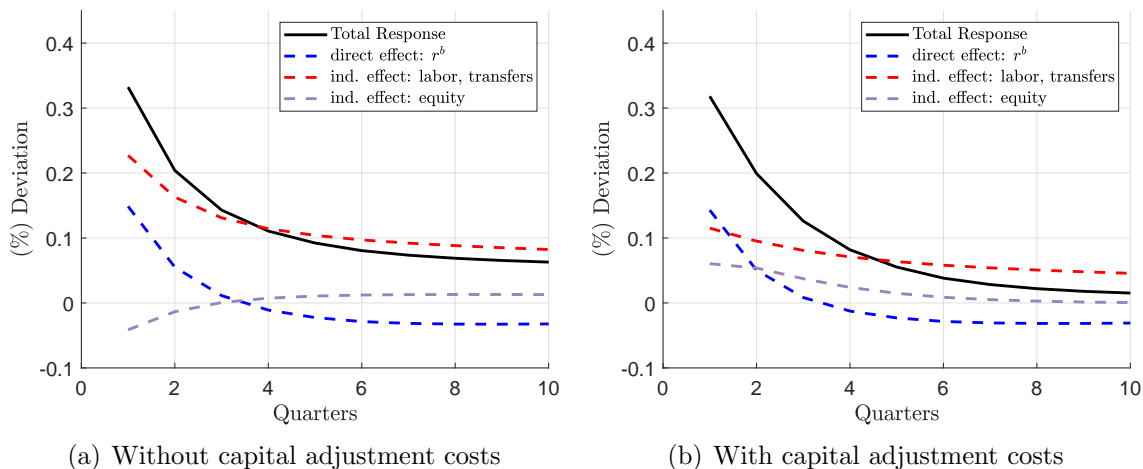 0.4
0.3
0.2
0.1
0
-0.1
(%) Deviation
Total Response
direct effect: r^b
ind. effect: labor, transfers
ind. effect: equity
0 2 4 6 8 10
Quarters
(a) Without capital adjustment costs
0.4
0.3
0.2
0.1
0
-0.1
(%) Deviation
Total Response
direct effect: r^b
ind. effect: labor, transfers
ind. effect: equity
0 2 4 6 8 10
Quarters
(b) With capital adjustment costs